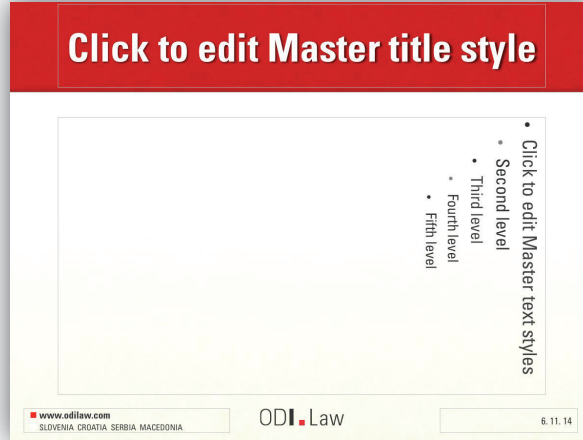 Click to edit Master title style
• Click to edit Master text styles
• Second level
• Third level
• Fourth level
• Fifth level
www.odilaw.com
SLOVENIA CROATIA SERBIA MACEDONIA
ODI.Law
6. 11. 14